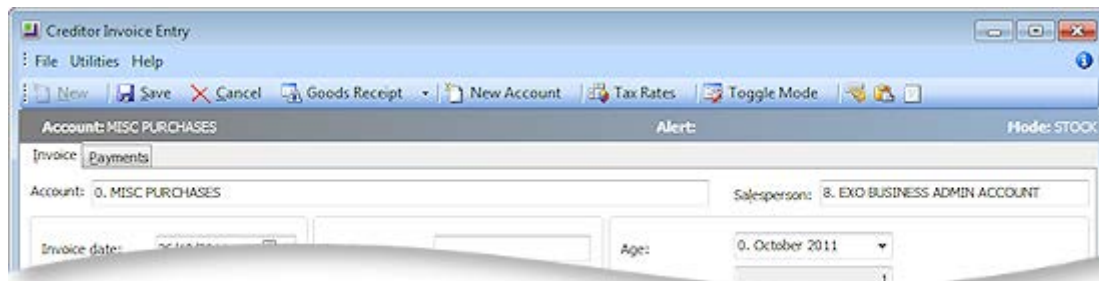 Creditor Invoice Entry
File Utilities Help
New Save Cancel Goods Receipt New Account Tax Rates Toggle Mode
Account: MISC PURCHASES Alert: Mode: STOCK
Invoice Payments
Account: 0. MISC PURCHASES Salesperson: 8. EXO BUSINESS ADMIN ACCOUNT
Invoice date: Age: 0. October 2011
1